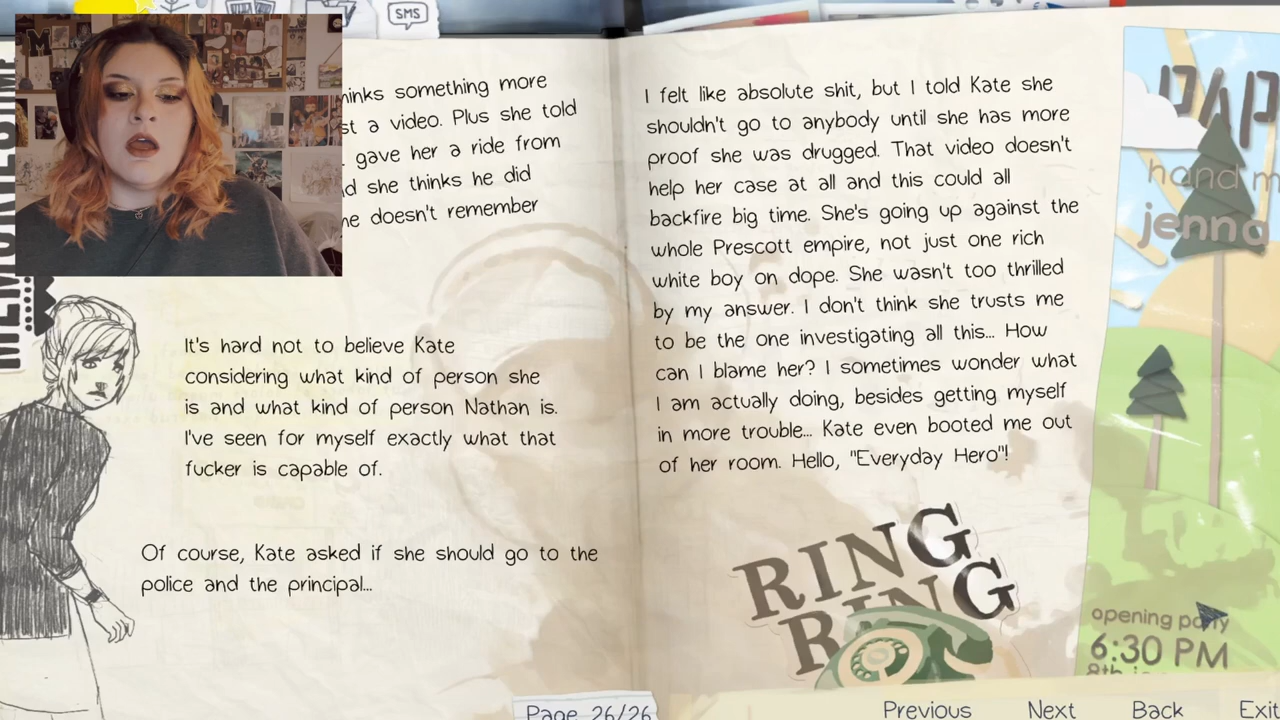 SMS
hinks something more
st a video. Plus she told
gave her a ride from
d she thinks he did
he doesn't remember
It's hard not to believe Kate
considering what kind of person she
is and what kind of person Nathan is.
I've seen for myself exactly what that
fucker is capable of.
Of course, Kate asked if she should go to the
police and the principal...
I felt like absolute shit, but I told Kate she
shouldn't go to anybody until she has more
proof she was drugged. That video doesn't
help her case at all and this could all
backfire big time. She's going up against the
whole Prescott empire, not just one rich
white boy on dope. She wasn't too thrilled
by my answer. I don't think she trusts me
to be the one investigating all this... How
can I blame her? I sometimes wonder what
I am actually doing, besides getting myself
in more trouble... Kate even booted me out
of her room. Hello, "Everyday Hero"!
RING
RING
PAP
hand m
jenna
opening party
6:30 PM
Page 26/26
Previous
Next
Back
Exit